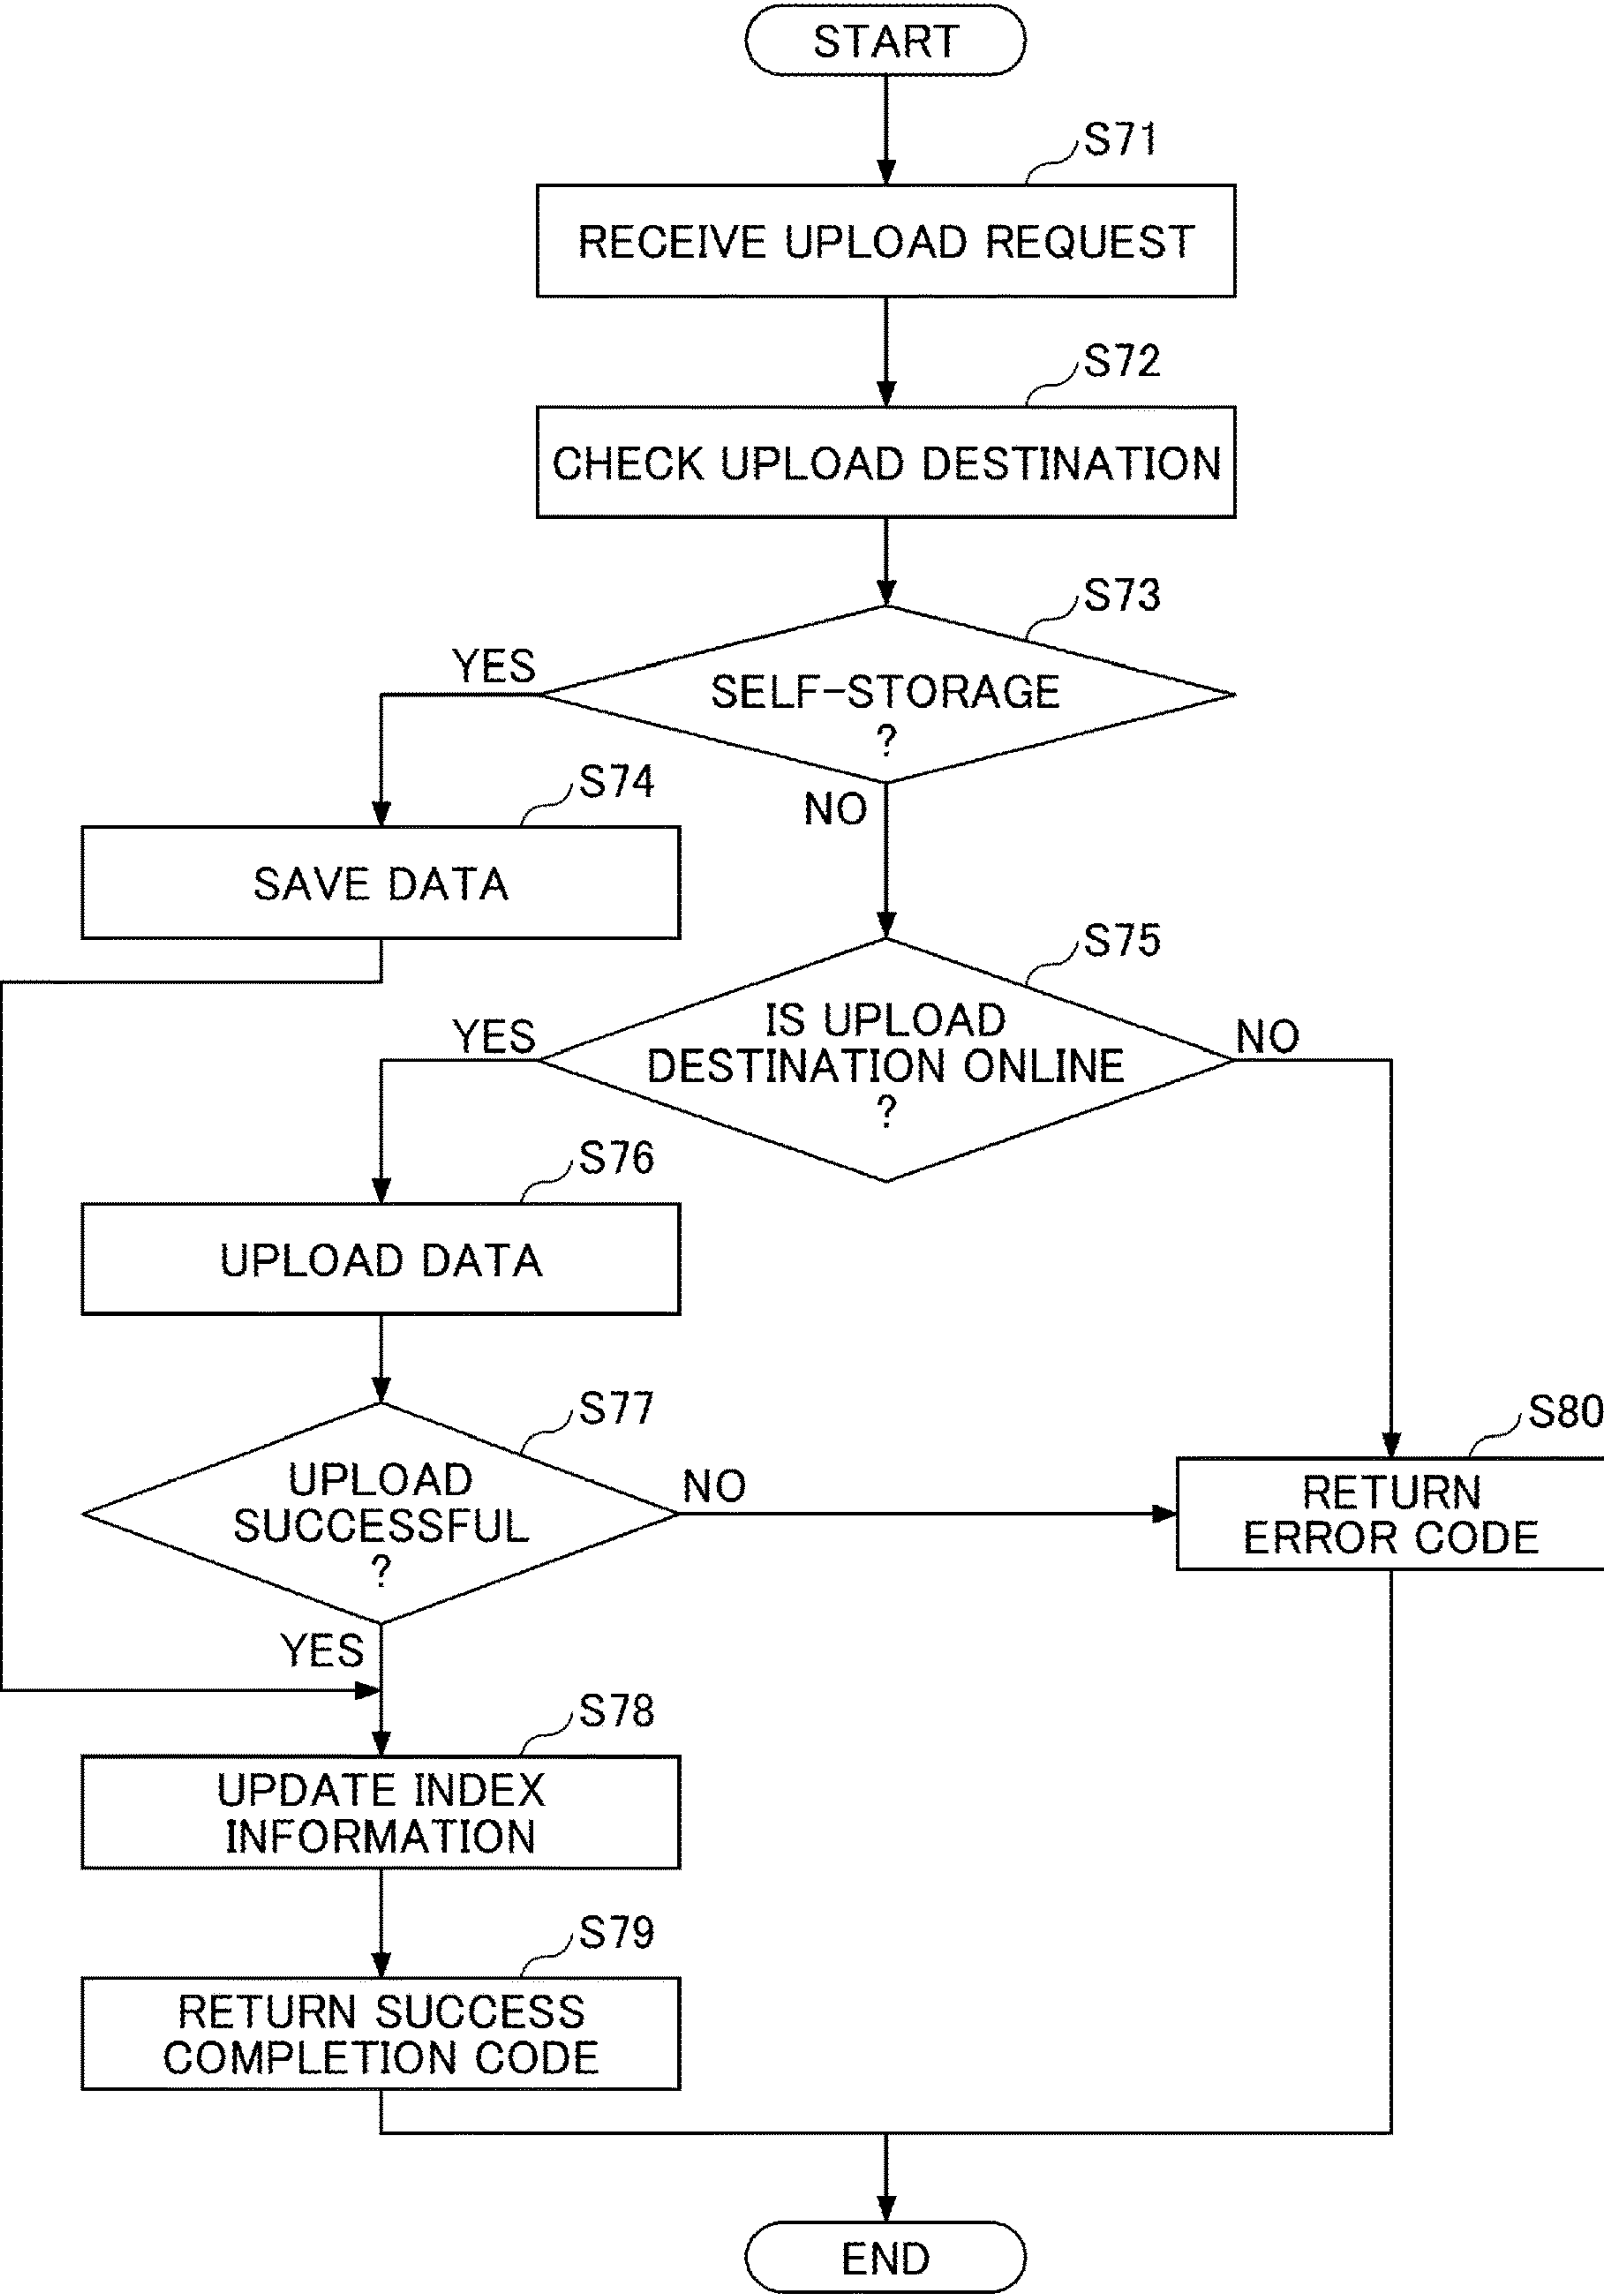 START
S71
RECEIVE UPLOAD REQUEST
S72
CHECK UPLOAD DESTINATION
S73
YES
SELF-STORAGE
?
S74
NO
SAVE DATA
S75
IS UPLOAD
YES
NO
DESTINATION ONLINE
?
S76
UPLOAD DATA
S77
S80
UPLOAD
NO
RETURN
SUCCESSFUL
ERROR CODE
?
YES
S78
UPDATE INDEX
INFORMATION
S79
RETURN SUCCESS
COMPLETION CODE
END